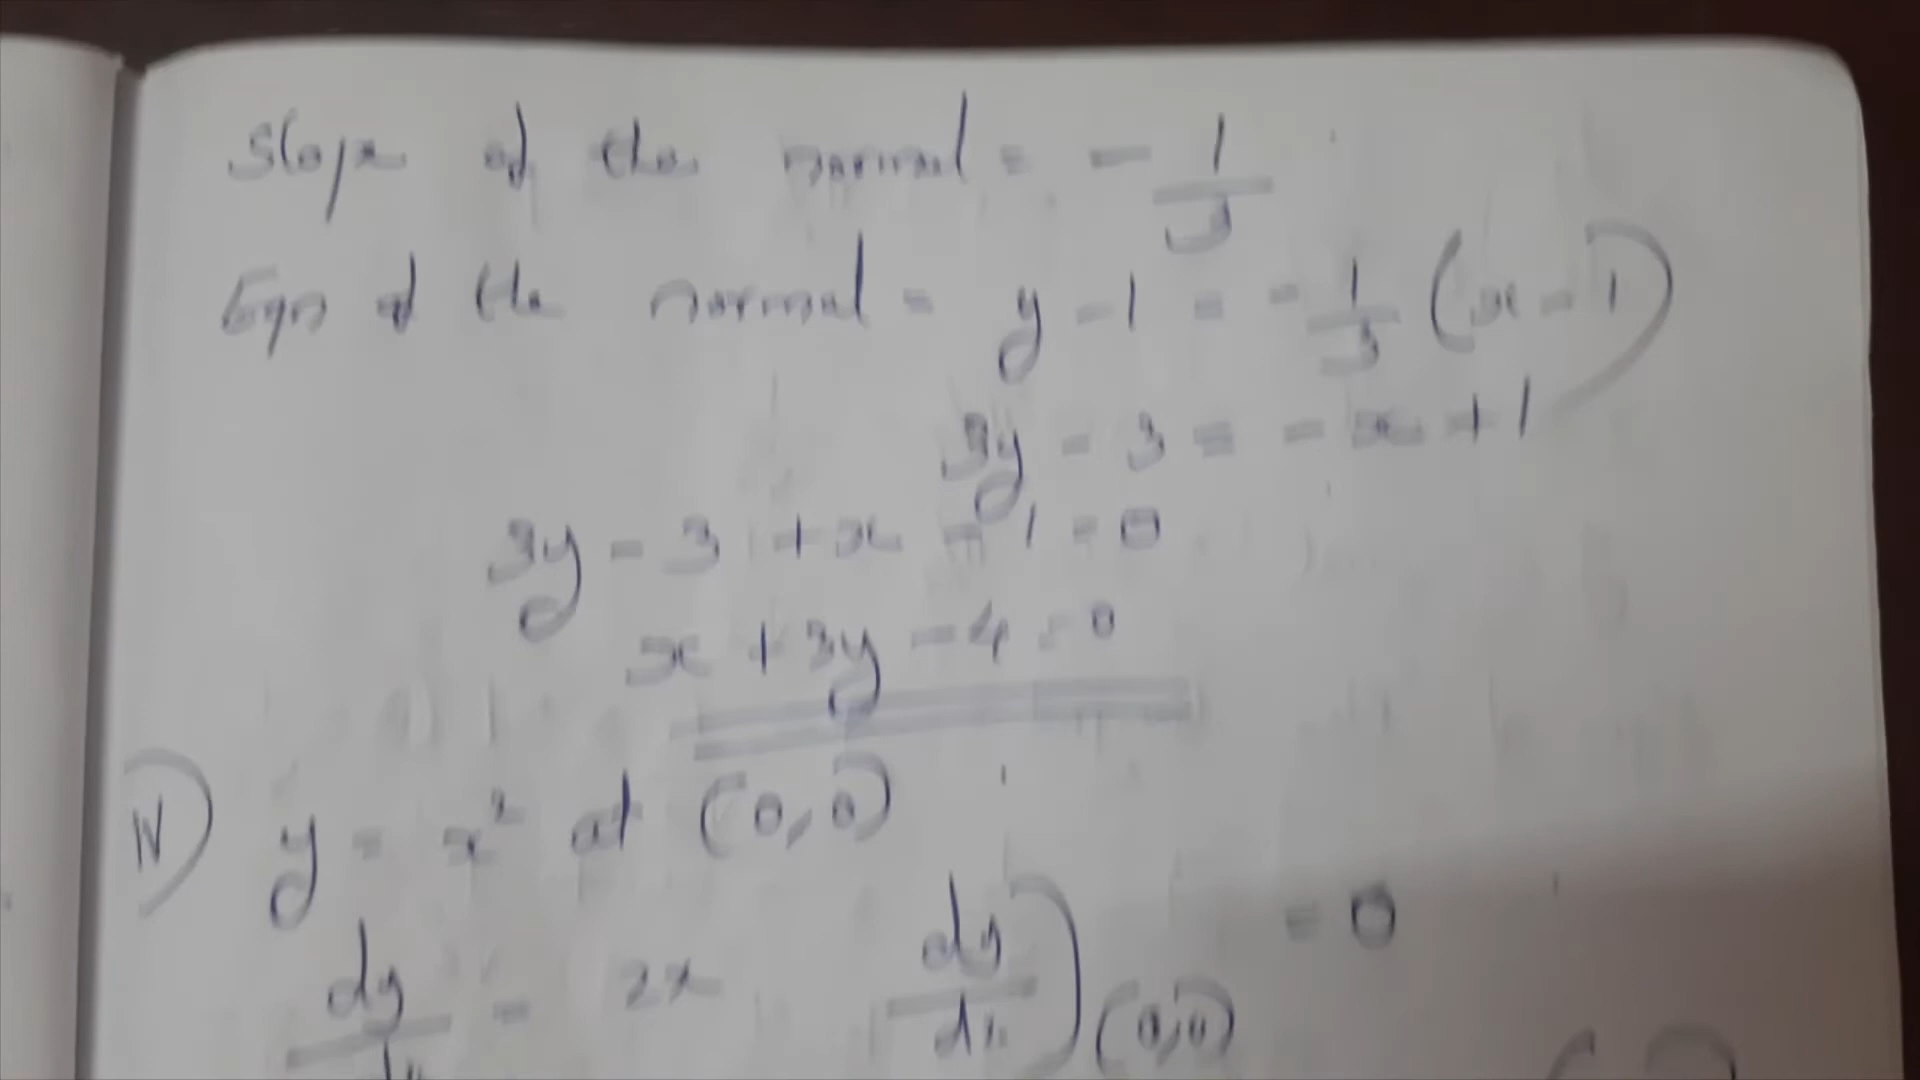 Slope of the normal = - 1/3
Eqn of the normal = y - 1 = - 1/3 (x - 1)
3y - 3 = - x + 1
3y - 3 + x - 1 = 0
x + 3y - 4 = 0
IV) y = x² at (0,0)
dy/dx = 2x dy/dx)(0,0) = 0